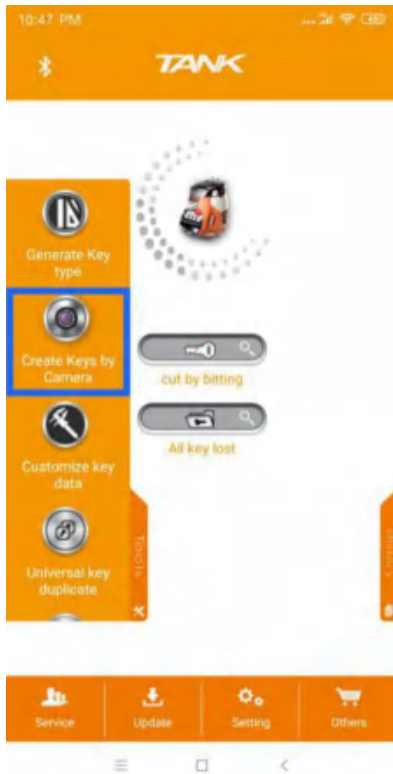 10:47 PM
TANK
Generate Key
type
Create Keys by
Camera
cut by bitting
All key lost
Customize key
data
Universal key
duplicate
Tools
Service
Update
Setting
Others